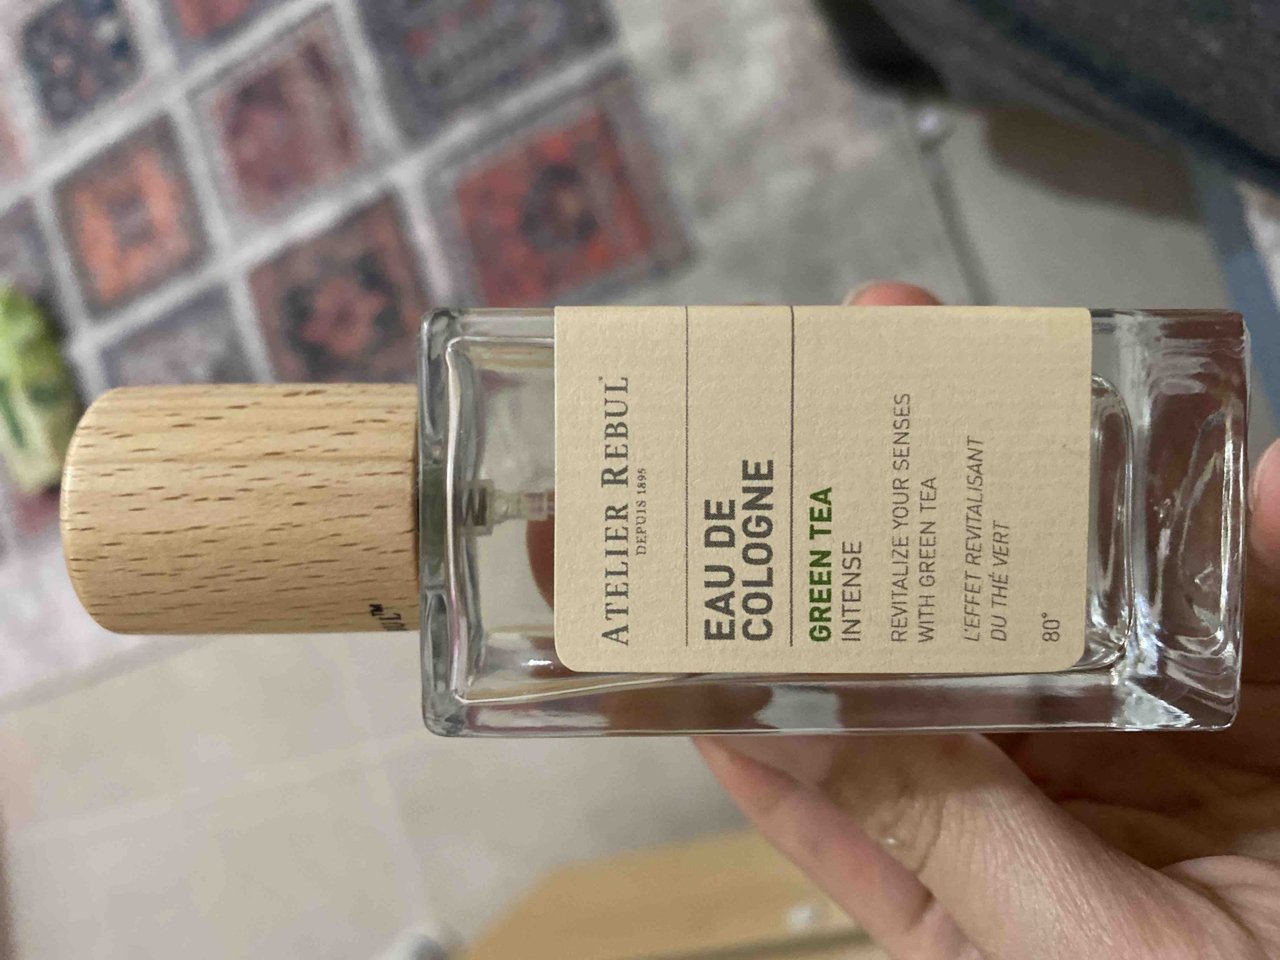 ATELIER REBUL
DEPUIS 1895
EAU DE
COLOGNE
GREEN TEA
INTENSE
REVITALIZE YOUR SENSES
WITH GREEN TEA
L'EFFET REVITALISANT
DU THÉ VERT
80°